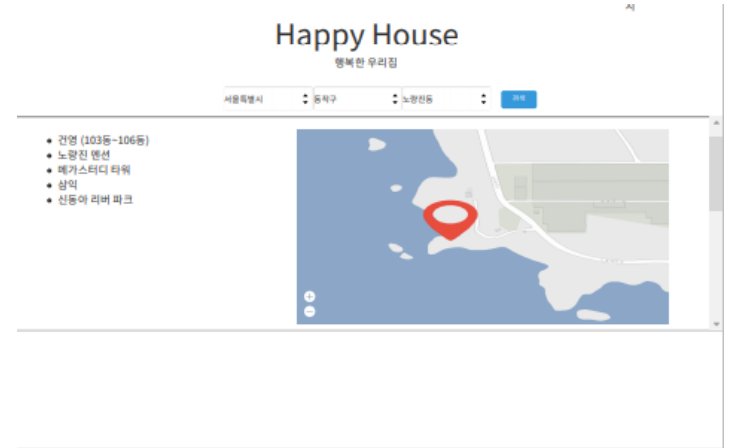 Happy House
행복한 우리집
서울특별시 동작구 노량진동 검색
건영 (103동~106동)
노량진 멘션
메가스터디 타워
삼익
신동아 리버 파크